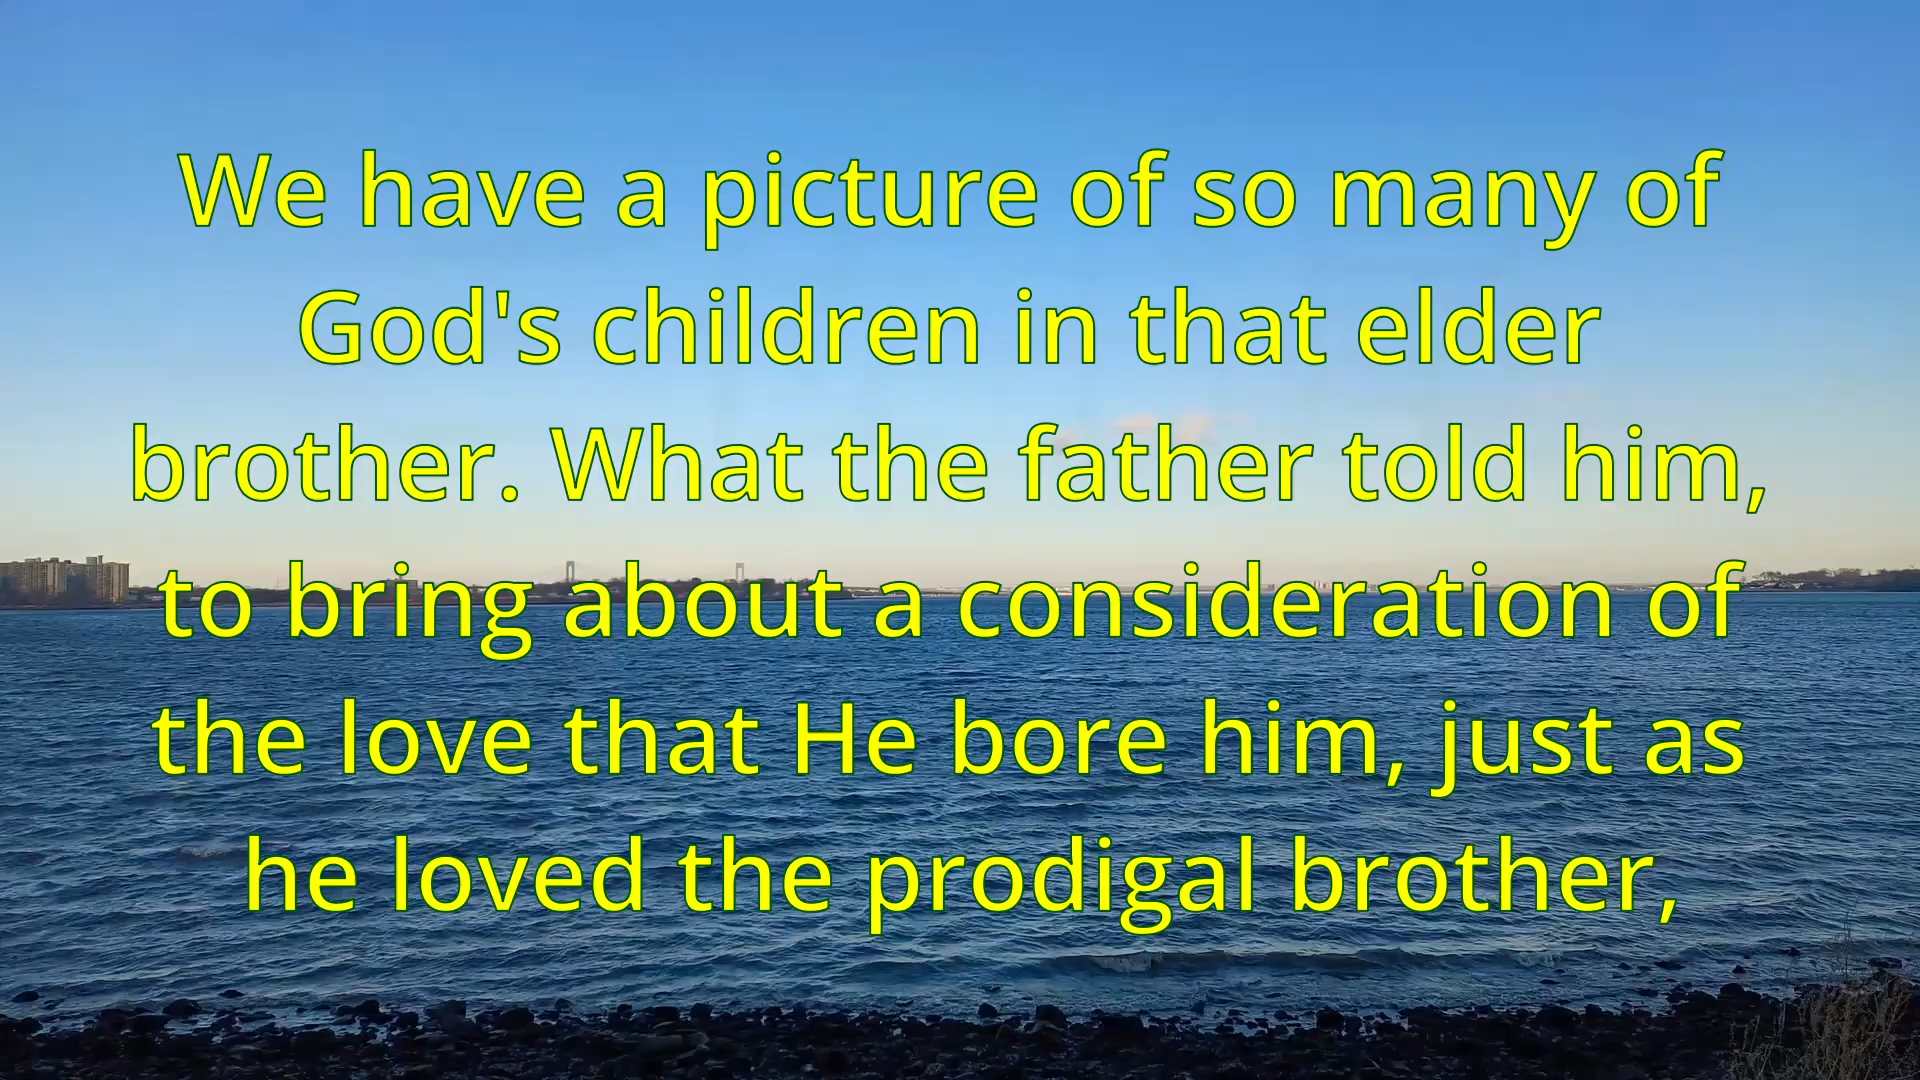 We have a picture of so many of
God's children in that elder
brother. What the father told him,
to bring about a consideration of
the love that He bore him, just as
he loved the prodigal brother,